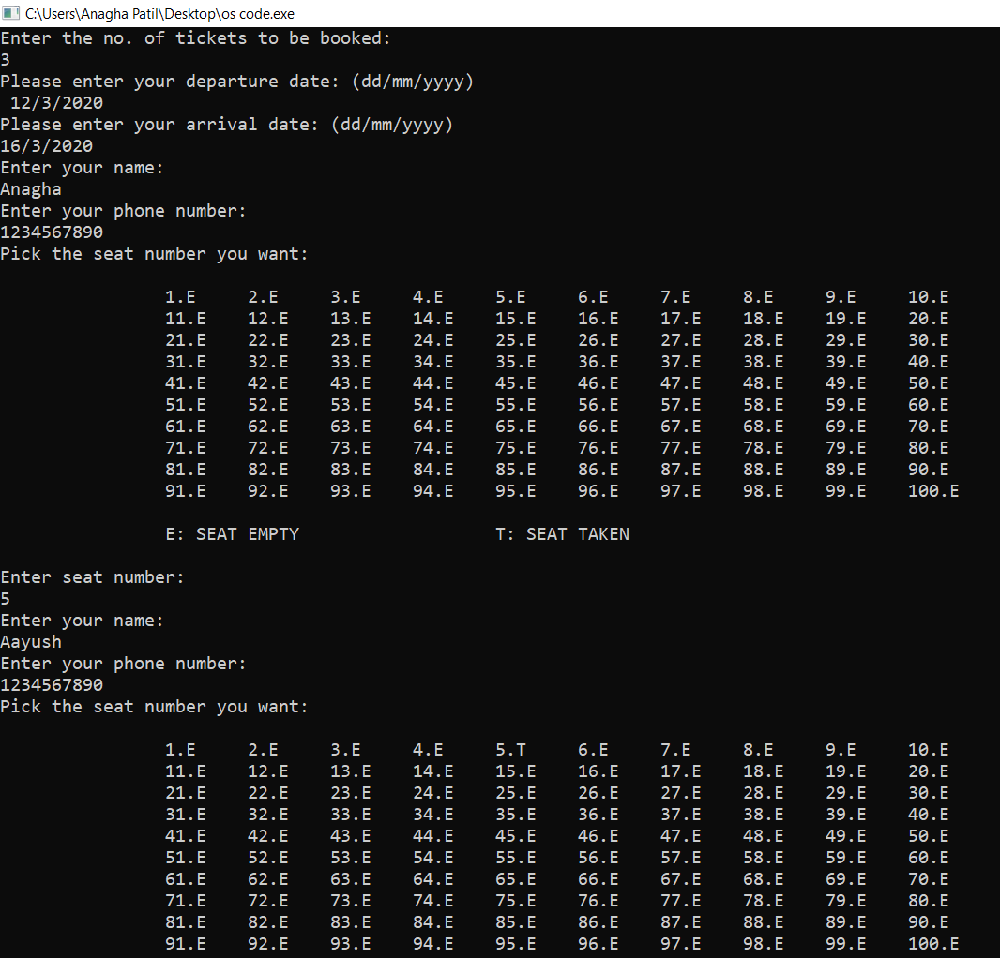 C:\Users\Anagha Patil\Desktop\os code.exe
Enter the no. of tickets to be booked:
3
Please enter your departure date: (dd/mm/yyyy)
 12/3/2020
Please enter your arrival date: (dd/mm/yyyy)
16/3/2020
Enter your name:
Anagha
Enter your phone number:
1234567890
Pick the seat number you want:
1.E 2.E 3.E 4.E 5.E 6.E 7.E 8.E 9.E 10.E
11.E 12.E 13.E 14.E 15.E 16.E 17.E 18.E 19.E 20.E
21.E 22.E 23.E 24.E 25.E 26.E 27.E 28.E 29.E 30.E
31.E 32.E 33.E 34.E 35.E 36.E 37.E 38.E 39.E 40.E
41.E 42.E 43.E 44.E 45.E 46.E 47.E 48.E 49.E 50.E
51.E 52.E 53.E 54.E 55.E 56.E 57.E 58.E 59.E 60.E
61.E 62.E 63.E 64.E 65.E 66.E 67.E 68.E 69.E 70.E
71.E 72.E 73.E 74.E 75.E 76.E 77.E 78.E 79.E 80.E
81.E 82.E 83.E 84.E 85.E 86.E 87.E 88.E 89.E 90.E
91.E 92.E 93.E 94.E 95.E 96.E 97.E 98.E 99.E 100.E
E: SEAT EMPTY T: SEAT TAKEN
Enter seat number:
5
Enter your name:
Aayush
Enter your phone number:
1234567890
Pick the seat number you want:
1.E 2.E 3.E 4.E 5.T 6.E 7.E 8.E 9.E 10.E
11.E 12.E 13.E 14.E 15.E 16.E 17.E 18.E 19.E 20.E
21.E 22.E 23.E 24.E 25.E 26.E 27.E 28.E 29.E 30.E
31.E 32.E 33.E 34.E 35.E 36.E 37.E 38.E 39.E 40.E
41.E 42.E 43.E 44.E 45.E 46.E 47.E 48.E 49.E 50.E
51.E 52.E 53.E 54.E 55.E 56.E 57.E 58.E 59.E 60.E
61.E 62.E 63.E 64.E 65.E 66.E 67.E 68.E 69.E 70.E
71.E 72.E 73.E 74.E 75.E 76.E 77.E 78.E 79.E 80.E
81.E 82.E 83.E 84.E 85.E 86.E 87.E 88.E 89.E 90.E
91.E 92.E 93.E 94.E 95.E 96.E 97.E 98.E 99.E 100.E